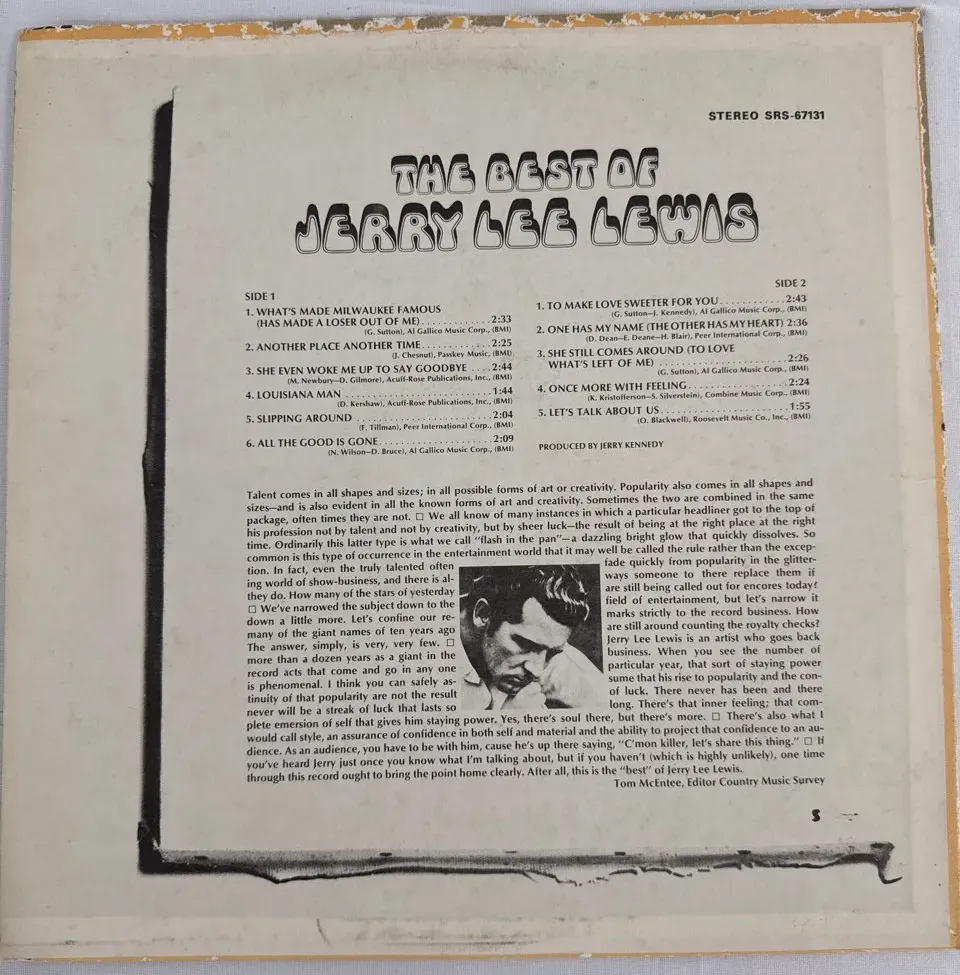 STEREO SRS-67131
THE BEST OF
JERRY LEE LEWIS
SIDE 1
1. WHAT'S MADE MILWAUKEE FAMOUS
(HAS MADE A LOSER OUT OF ME)............2:33
(G. Sutton), Al Gallico Music Corp., (BMI)
2. ANOTHER PLACE ANOTHER TIME............2:25
(J. Chesnut), Passkey Music, (BMI)
3. SHE EVEN WOKE ME UP TO SAY GOODBYE ....2:44
(M. Newbury—D. Gilmore), Acuff-Rose Publications, Inc., (BMI)
4. LOUISIANA MAN ........................1:44
(D. Kershaw), Acuff-Rose Publications, Inc., (BMI)
5. SLIPPING AROUND ......................2:04
(F. Tillman), Peer International Corp., (BMI)
6. ALL THE GOOD IS GONE..................2:09
(N. Wilson—D. Bruce), Al Gallico Music Corp., (BMI)
SIDE 2
1. TO MAKE LOVE SWEETER FOR YOU...........2:43
(G. Sutton—J. Kennedy), Al Gallico Music Corp., (BMI)
2. ONE HAS MY NAME (THE OTHER HAS MY HEART) 2:36
(D. Dean—E. Deane—H. Blair), Peer International Corp., (BMI)
3. SHE STILL COMES AROUND (TO LOVE
WHAT'S LEFT OF ME) ....................2:26
(G. Sutton), Al Gallico Music Corp., (BMI)
4. ONCE MORE WITH FEELING.................2:24
(K. Kristofferson—S. Silverstein), Combine Music Corp., (BMI)
5. LET'S TALK ABOUT US....................1:55
(O. Blackwell), Roosevelt Music Co., Inc., (BMI)
PRODUCED BY JERRY KENNEDY
Talent comes in all shapes and sizes; in all possible forms of art or creativity. Popularity also comes in all shapes and
sizes—and is also evident in all the known forms of art and creativity. Sometimes the two are combined in the same
package, often times they are not. □ We all know of many instances in which a particular headliner got to the top of
his profession not by talent and not by creativity, but by sheer luck—the result of being at the right place at the right
time. Ordinarily this latter type is what we call "flash in the pan"—a dazzling bright glow that quickly dissolves. So
common is this type of occurrence in the entertainment world that it may well be called the rule rather than the excep-
tion. In fact, even the truly talented often fade quickly from popularity in the glitter-
ing world of show-business, and there is al- ways someone to there replace them if
they do. How many of the stars of yesterday are still being called out for encores today?
□ We've narrowed the subject down to the field of entertainment, but let's narrow it
down a little more. Let's confine our re- marks strictly to the record business. How
many of the giant names of ten years ago are still around counting the royalty checks?
The answer, simply, is very, very few. □ Jerry Lee Lewis is an artist who goes back
more than a dozen years as a giant in the business. When you see the number of
record acts that come and go in any one particular year, that sort of staying power
is phenomenal. I think you can safely as- sume that his rise to popularity and the con-
tinuity of that popularity are not the result of luck. There never has been and there
never will be a streak of luck that lasts so long. There's that inner feeling; that com-
plete emersion of self that gives him staying power. Yes, there's soul there, but there's more. □ There's also what I
would call style, an assurance of confidence in both self and material and the ability to project that confidence to an au-
dience. As an audience, you have to be with him, cause he's up there saying, "C'mon killer, let's share this thing." □ If
you've heard Jerry just once you know what I'm talking about, but if you haven't (which is highly unlikely), one time
through this record ought to bring the point home clearly. After all, this is the "best" of Jerry Lee Lewis.
Tom McEntee, Editor Country Music Survey
S